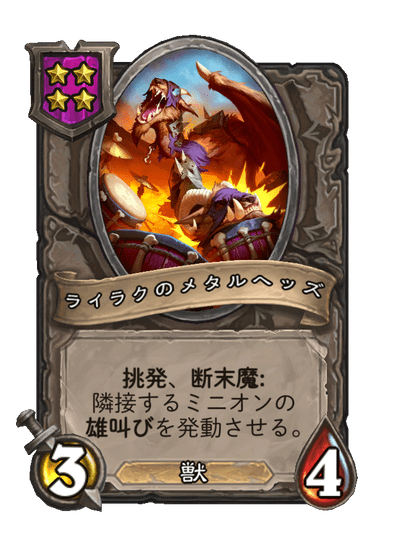 ライラクのメタルヘッズ
挑発、断末魔:
隣接するミニオンの
雄叫びを発動させる。
3
獣
4